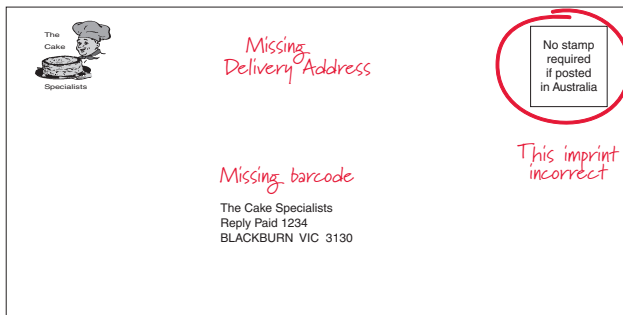 The
Cake
Specialists
Missing
Delivery Address
No stamp
required
if posted
in Australia
This imprint
incorrect
Missing barcode
The Cake Specialists
Reply Paid 1234
BLACKBURN VIC 3130